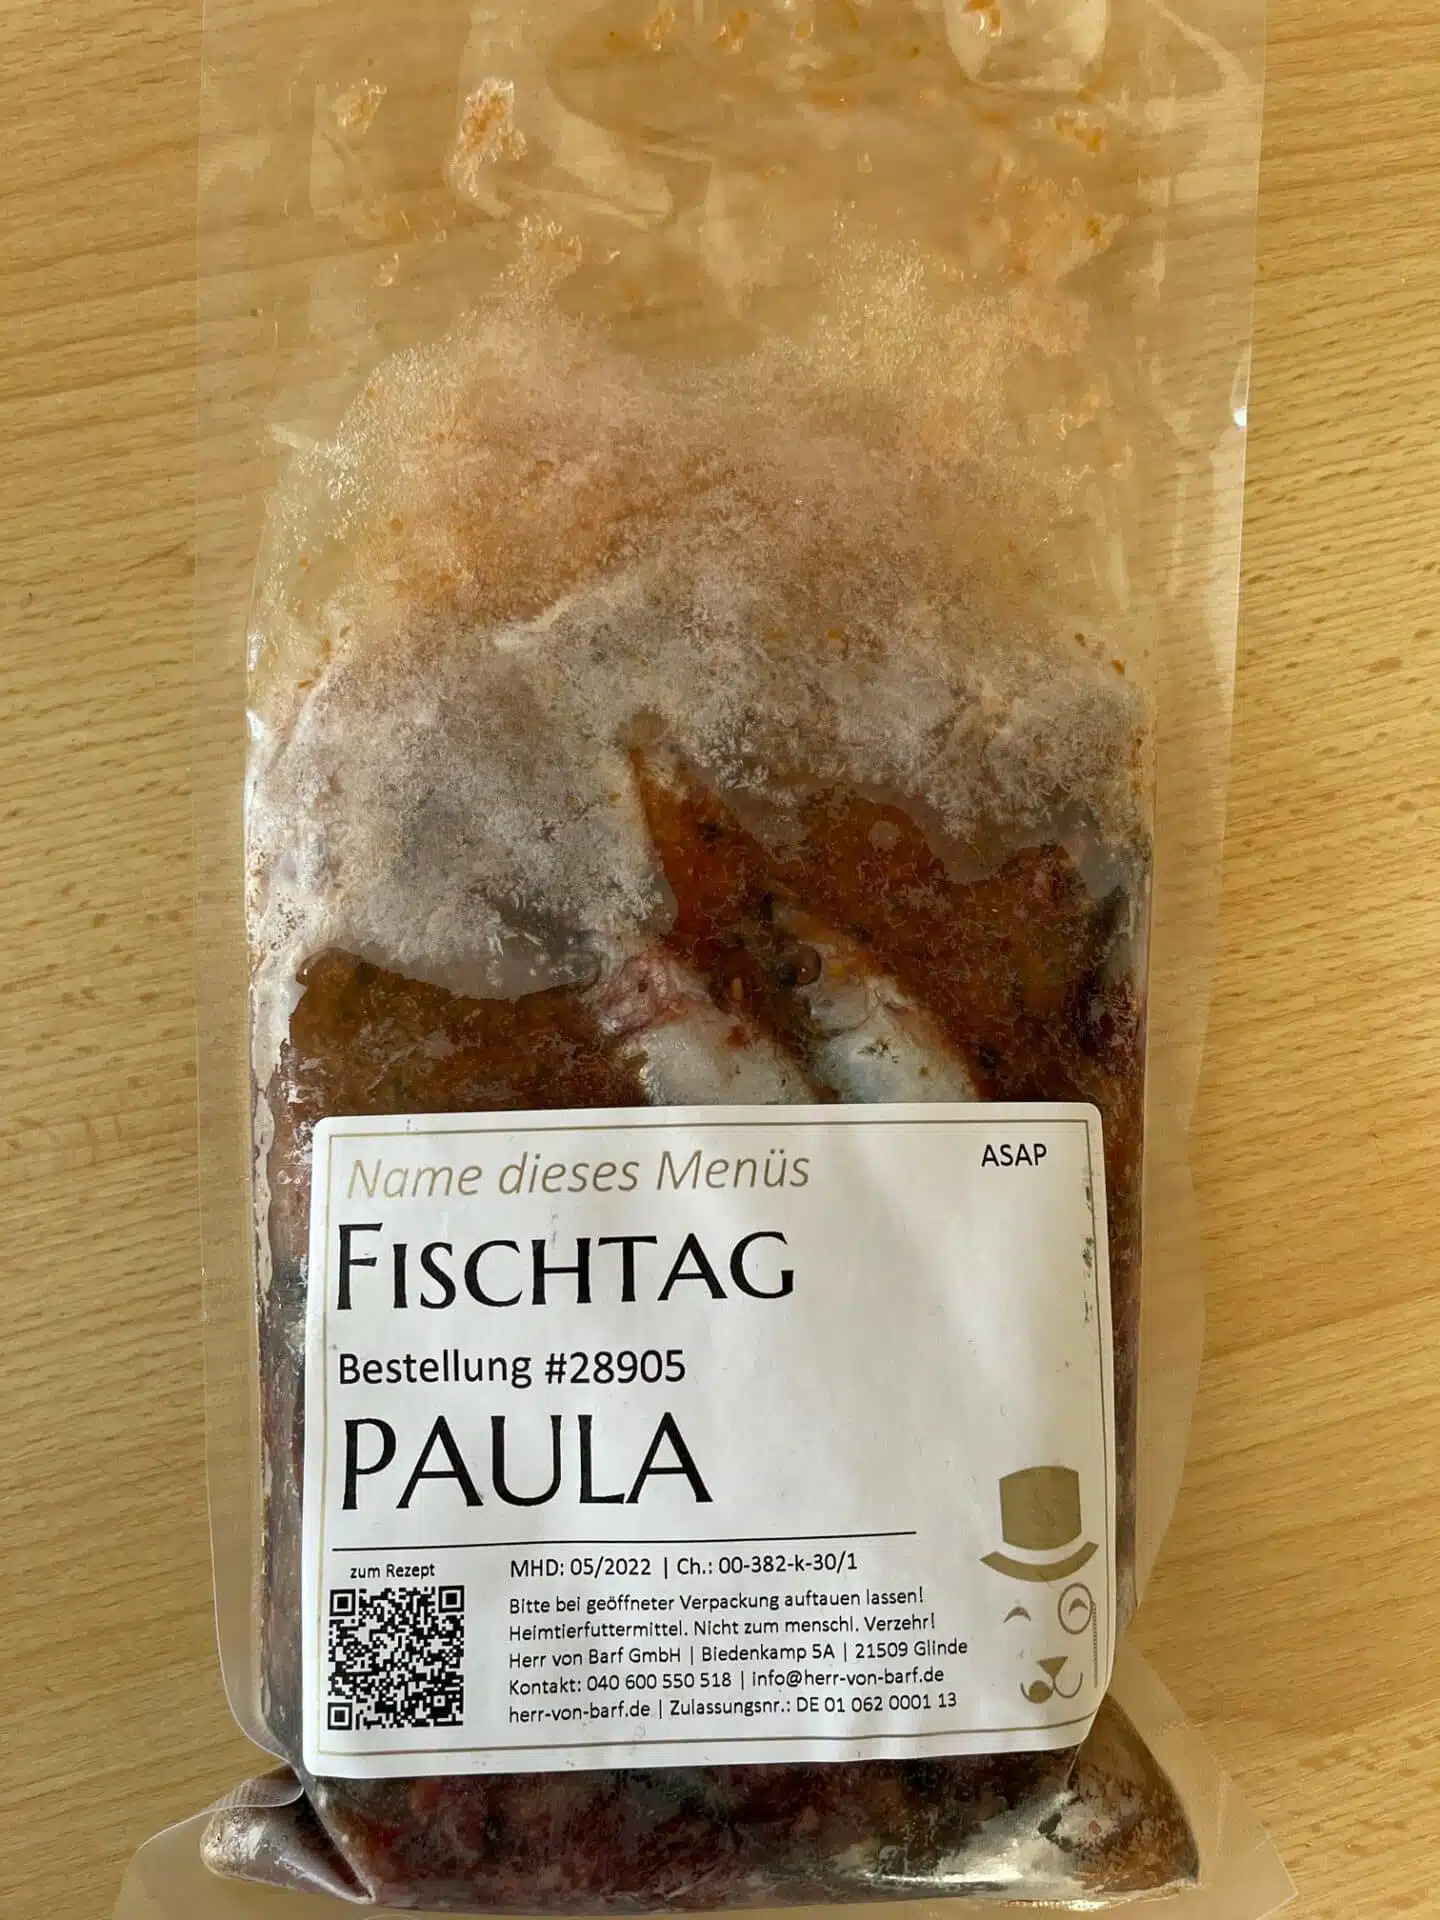 Name dieses Menüs
ASAP
FISCHTAG
Bestellung #28905
PAULA
zum Rezept
MHD: 05/2022 | Ch.: 00-382-k-30/1
Bitte bei geöffneter Verpackung auftauen lassen!
Heimtierfuttermittel. Nicht zum menschl. Verzehr!
Herr von Barf GmbH | Biedenkamp 5A | 21509 Glinde
Kontakt: 040 600 550 518 | info@herr-von-barf.de
herr-von-barf.de | Zulassungsnr.: DE 01 062 0001 13